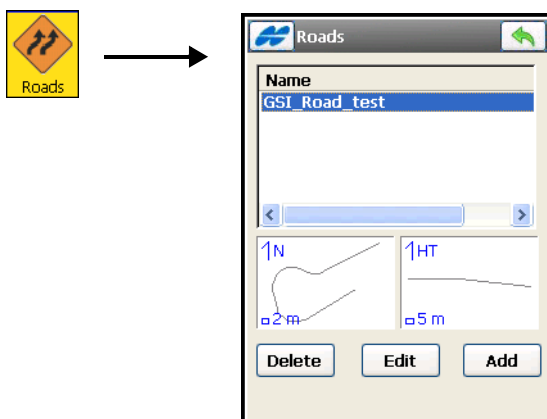 Roads
Roads
Name
GSI_Road_test
N
2 m
HT
5 m
Delete
Edit
Add